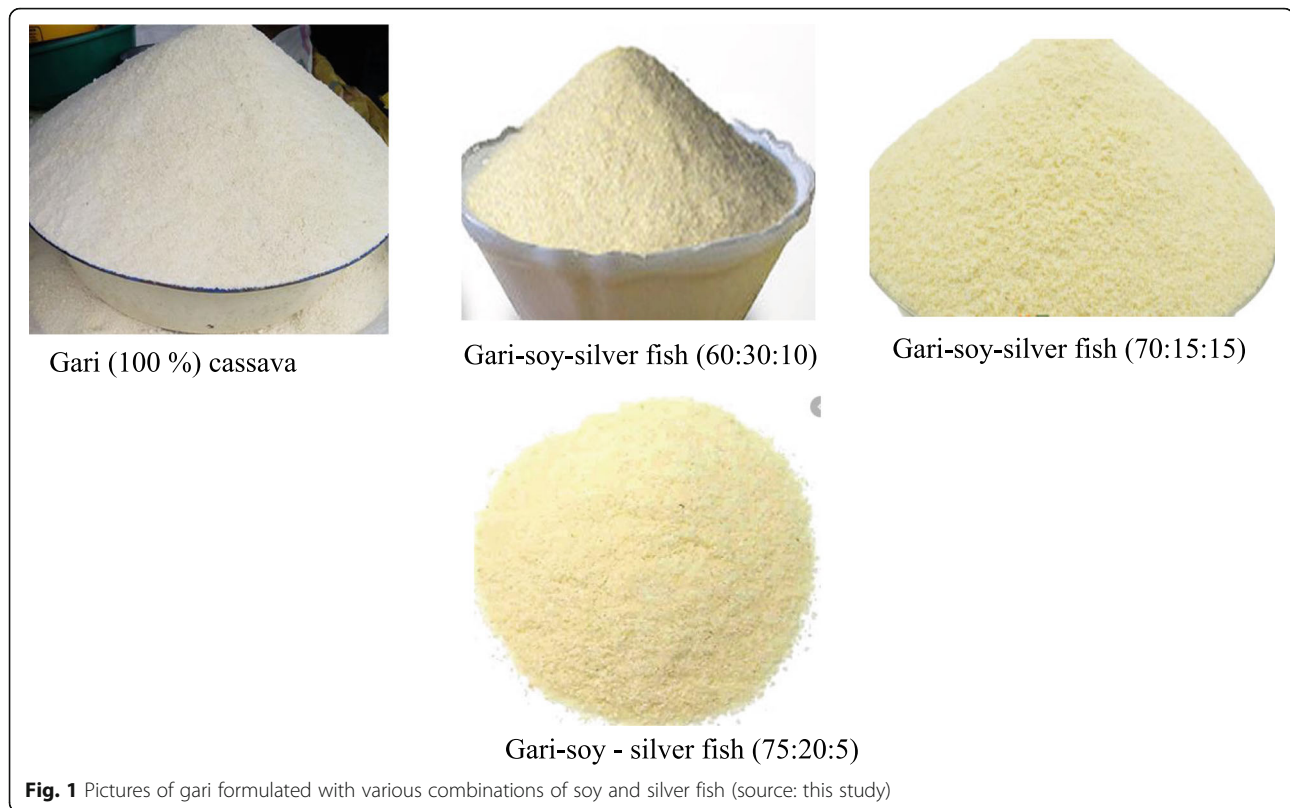 Gari (100 %) cassava
Gari-soy-silver fish (60:30:10)
Gari-soy-silver fish (70:15:15)
Gari-soy - silver fish (75:20:5)
Fig. 1 Pictures of gari formulated with various combinations of soy and silver fish (source: this study)